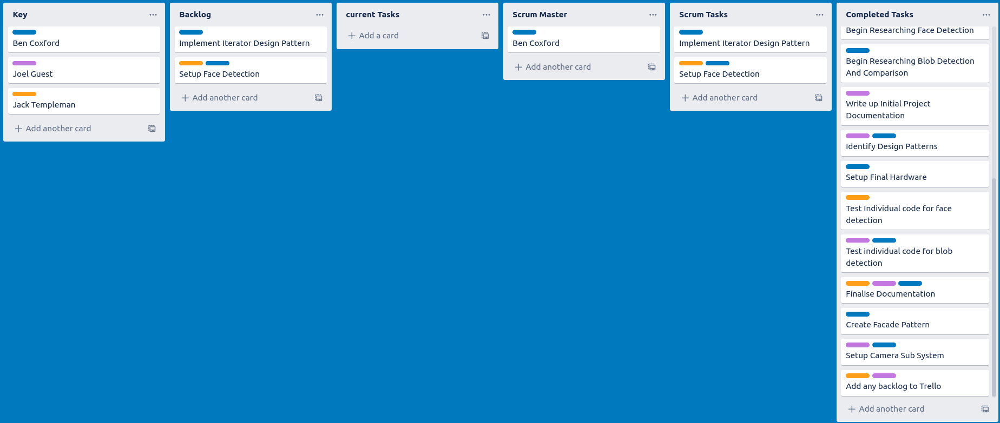 Key
Ben Coxford
Joel Guest
Jack Templeman
Add another card
Backlog
Implement Iterator Design Pattern
Setup Face Detection
Add another card
current Tasks
Add a card
Scrum Master
Ben Coxford
Add another card
Scrum Tasks
Implement Iterator Design Pattern
Setup Face Detection
Add another card
Completed Tasks
Begin Researching Face Detection
Begin Researching Blob Detection
And Comparison
Write up Initial Project
Documentation
Identify Design Patterns
Setup Final Hardware
Test Individual code for face
detection
Test individual code for blob
detection
Finalise Documentation
Create Facade Pattern
Setup Camera Sub System
Add any backlog to Trello
Add another card